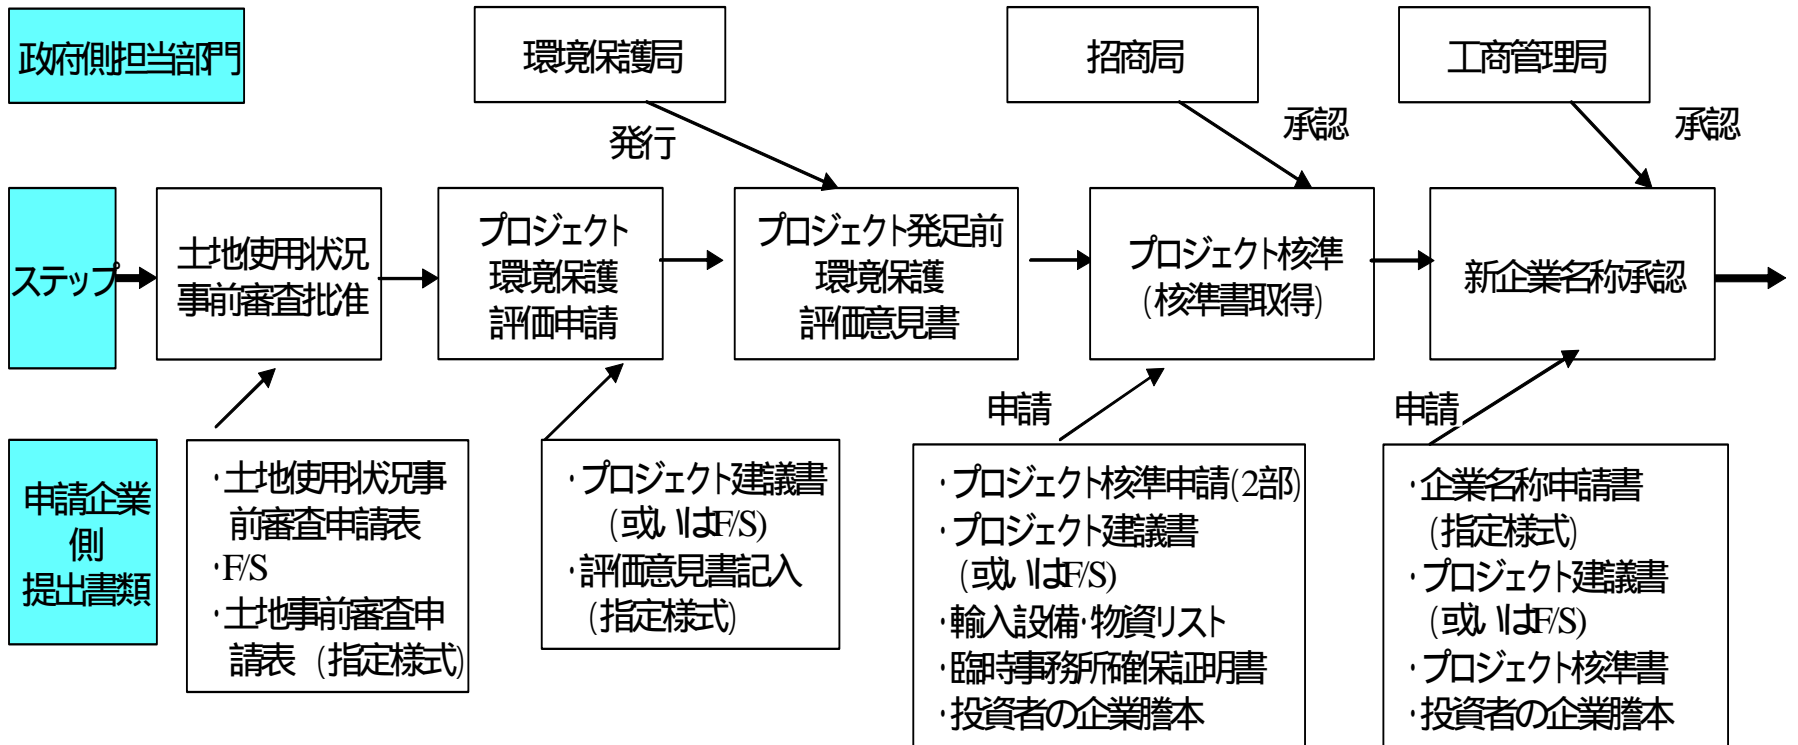 政府側担当部門
環境保護局
招商局
工商管理局
発行
承認
承認
ステップ
土地使用状況
事前審査批准
プロジェクト
環境保護
評価申請
プロジェクト発足前
環境保護
評価意見書
プロジェクト核準
(核準書取得)
新企業名称承認
申請
申請
申請企業
側
提出書類
・土地使用状況事
前審査申請表
・F/S
・土地事前審査申
請表 (指定様式)
・プロジェクト建議書
(或いはF/S)
・評価意見書記入
(指定様式)
・プロジェクト核準申請(2部)
・プロジェクト建議書
(或いはF/S)
・輸入設備・物資リスト
・臨時事務所確保証明書
・投資者の企業謄本
・企業名称申請書
(指定様式)
・プロジェクト建議書
(或いはF/S)
・プロジェクト核準書
・投資者の企業謄本